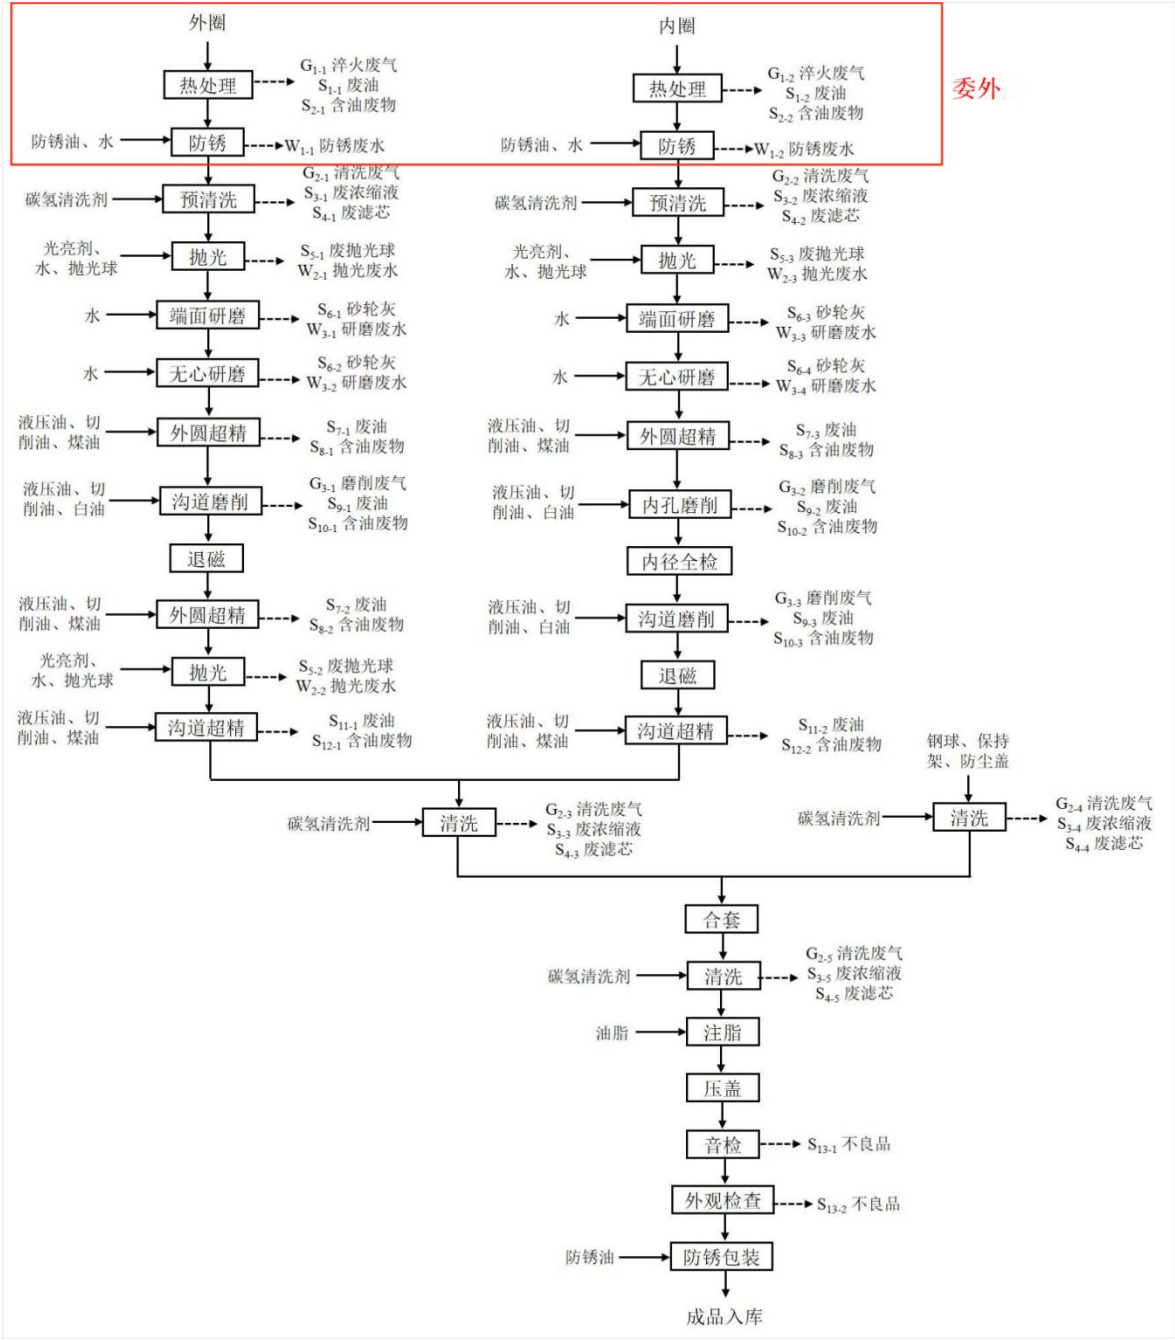 外圈
热处理
G1-1 淬火废气
S1-1 废油
S2-1 含油废物
防锈油、水
防锈
W1-1 防锈废水
碳氢清洗剂
预清洗
G2-1 清洗废气
S3-1 废浓缩液
S4-1 废滤芯
光亮剂、
水、抛光球
抛光
S5-1 废抛光球
W2-1 抛光废水
水
端面研磨
S6-1 砂轮灰
W3-1 研磨废水
水
无心研磨
S6-2 砂轮灰
W3-2 研磨废水
液压油、切
削油、煤油
外圆超精
S7-1 废油
S8-1 含油废物
液压油、切
削油、白油
沟道磨削
G3-1 磨削废气
S9-1 废油
S10-1 含油废物
退磁
液压油、切
削油、煤油
外圆超精
S7-2 废油
S8-2 含油废物
光亮剂、
水、抛光球
抛光
S5-2 废抛光球
W2-2 抛光废水
液压油、切
削油、煤油
沟道超精
S11-1 废油
S12-1 含油废物
内圈
委外
热处理
G1-2 淬火废气
S1-2 废油
S2-2 含油废物
防锈油、水
防锈
W1-2 防锈废水
碳氢清洗剂
预清洗
G2-2 清洗废气
S3-2 废浓缩液
S4-2 废滤芯
光亮剂、
水、抛光球
抛光
S5-3 废抛光球
W2-3 抛光废水
水
端面研磨
S6-3 砂轮灰
W3-3 研磨废水
水
无心研磨
S6-4 砂轮灰
W3-4 研磨废水
液压油、切
削油、煤油
外圆超精
S7-3 废油
S8-3 含油废物
液压油、切
削油、白油
内孔磨削
G3-2 磨削废气
S9-2 废油
S10-2 含油废物
内径全检
液压油、切
削油、白油
沟道磨削
G3-3 磨削废气
S9-3 废油
S10-3 含油废物
退磁
液压油、切
削油、煤油
沟道超精
S11-2 废油
S12-2 含油废物
碳氢清洗剂
清洗
G2-3 清洗废气
S3-3 废浓缩液
S4-3 废滤芯
钢球、保持
架、防尘盖
碳氢清洗剂
清洗
G2-4 清洗废气
S3-4 废浓缩液
S4-4 废滤芯
合套
碳氢清洗剂
清洗
G2-5 清洗废气
S3-5 废浓缩液
S4-5 废滤芯
油脂
注脂
压盖
音检
S13-1 不良品
外观检查
S13-2 不良品
防锈油
防锈包装
成品入库